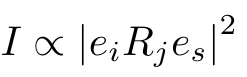 I ∝ |e_i R_j e_s|^2